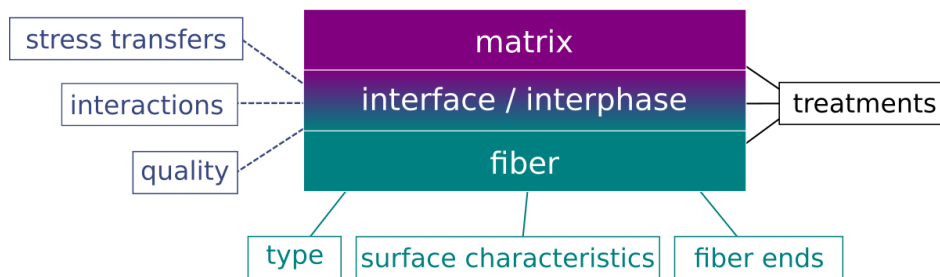 stress transfers
matrix
interactions
interface / interphase
treatments
quality
fiber
type
surface characteristics
fiber ends